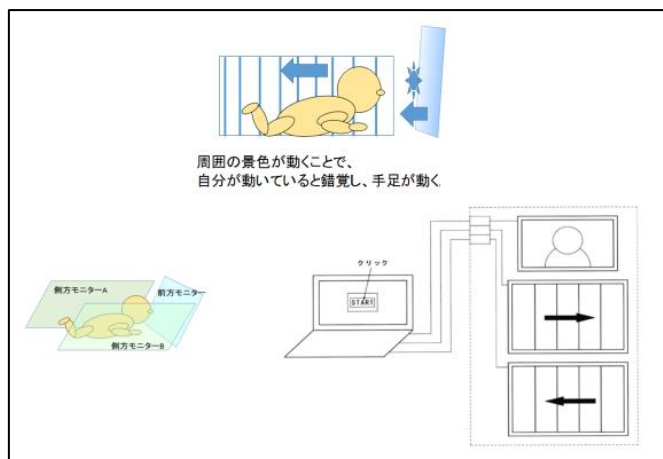 周囲の景色が動くことで、
自分が動いていると錯覚し、手足が動く
側方モニターA
前方モニター
側方モニターB
クリック
START